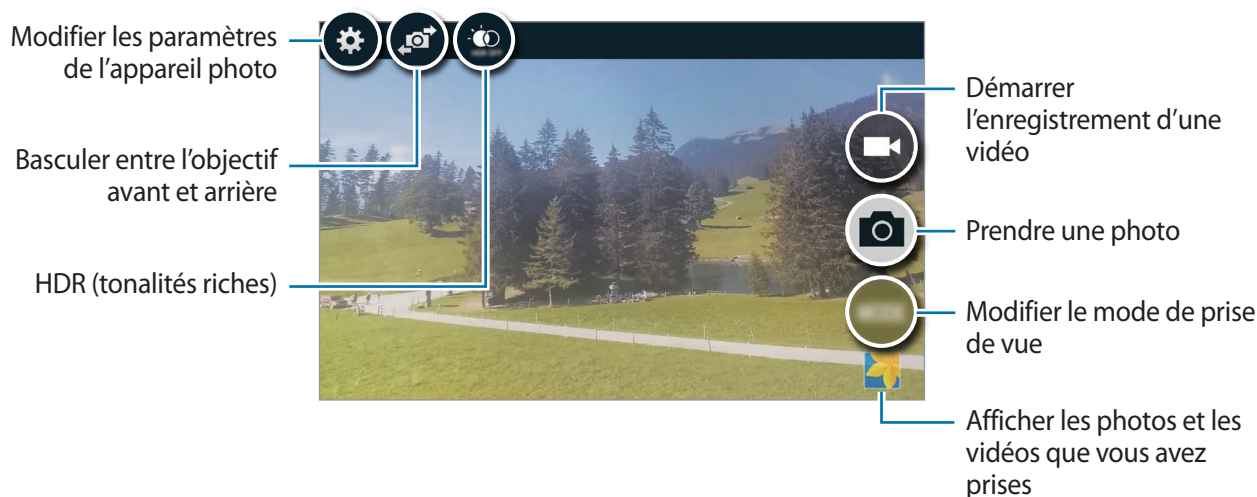 Modifier les paramètres
de l'appareil photo
Basculer entre l'objectif
avant et arrière
HDR (tonalités riches)
Démarrer
l'enregistrement d'une
vidéo
Prendre une photo
Modifier le mode de prise
de vue
Afficher les photos et les
vidéos que vous avez
prises